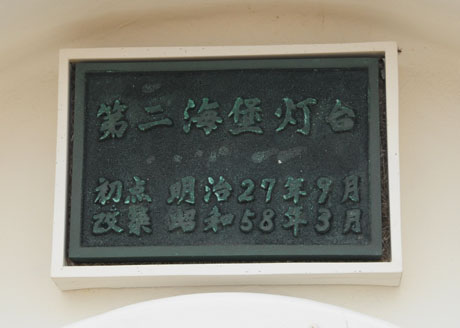 第二海堡灯台
初点 明治27年9月
改築 昭和58年3月